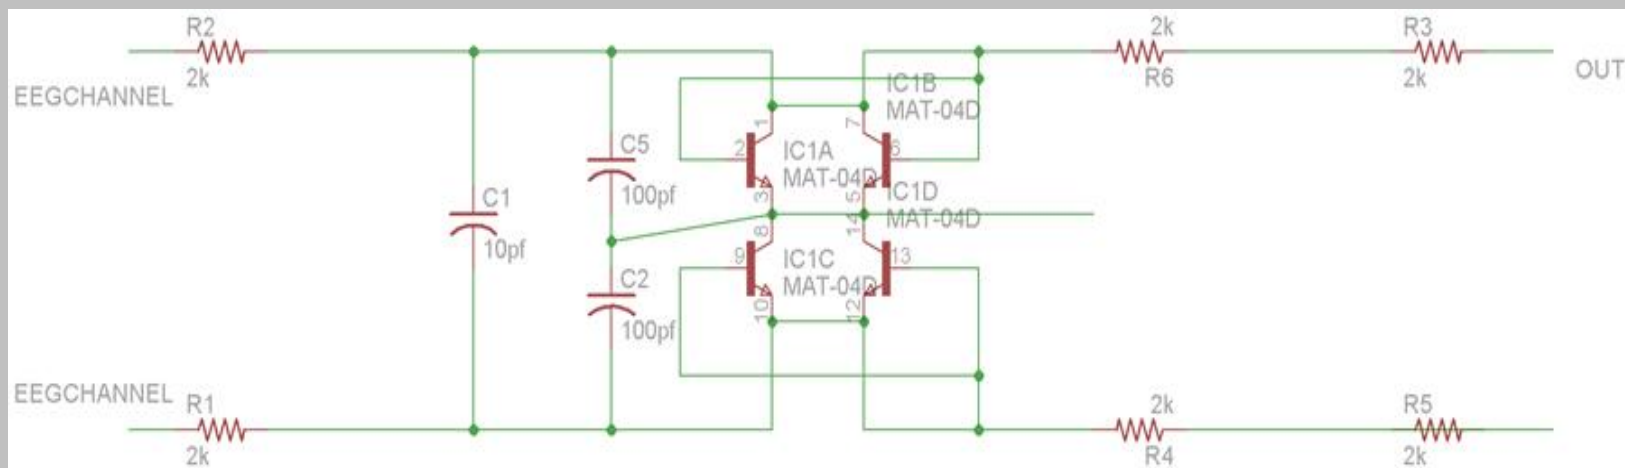 R2
2k
EEGCHANNEL
C1
10pf
C5
100pf
C2
100pf
EEGCHANNEL
R1
2k
1
2
3
IC1A
MAT-04D
7
6
5
IC1B
MAT-04D
8
9
10
IC1C
MAT-04D
14
13
12
IC1D
MAT-04D
2k
R6
R3
2k
OUT
2k
R4
R5
2k